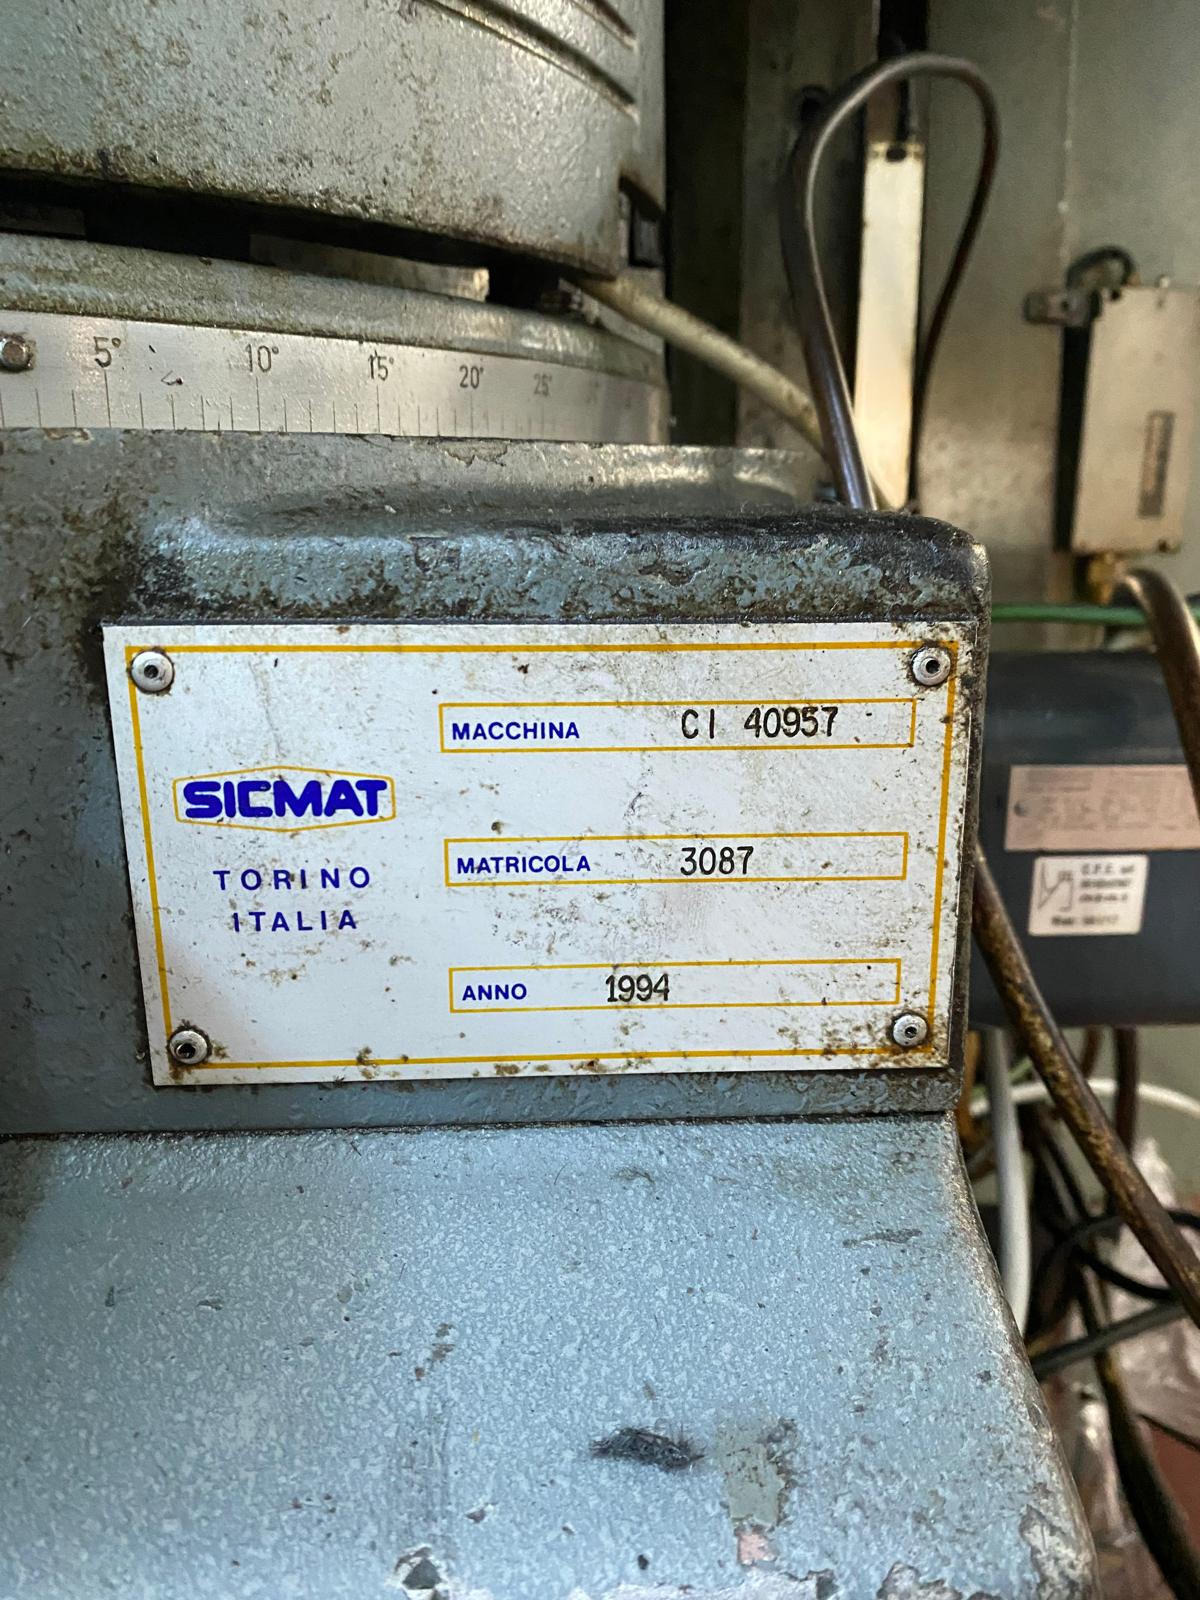 5° 10° 15° 20° 25°
MACCHINA CI 40957
SICMAT
TORINO
ITALIA
MATRICOLA 3087
ANNO 1994